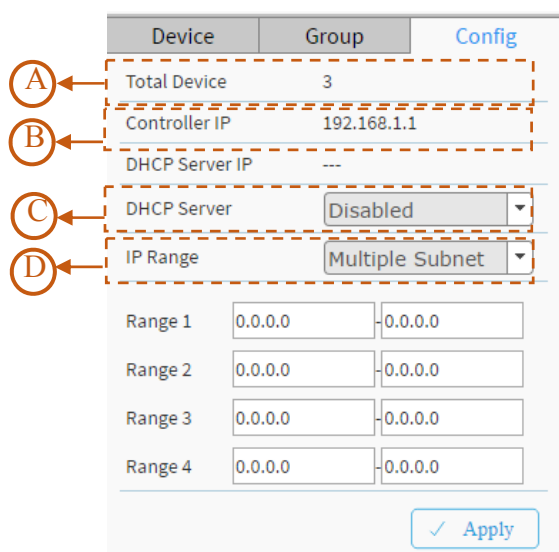 Device Group Config
A Total Device 3
B Controller IP 192.168.1.1
DHCP Server IP ---
C DHCP Server Disabled
D IP Range Multiple Subnet
Range 1 0.0.0.0 - 0.0.0.0
Range 2 0.0.0.0 - 0.0.0.0
Range 3 0.0.0.0 - 0.0.0.0
Range 4 0.0.0.0 - 0.0.0.0
✓ Apply